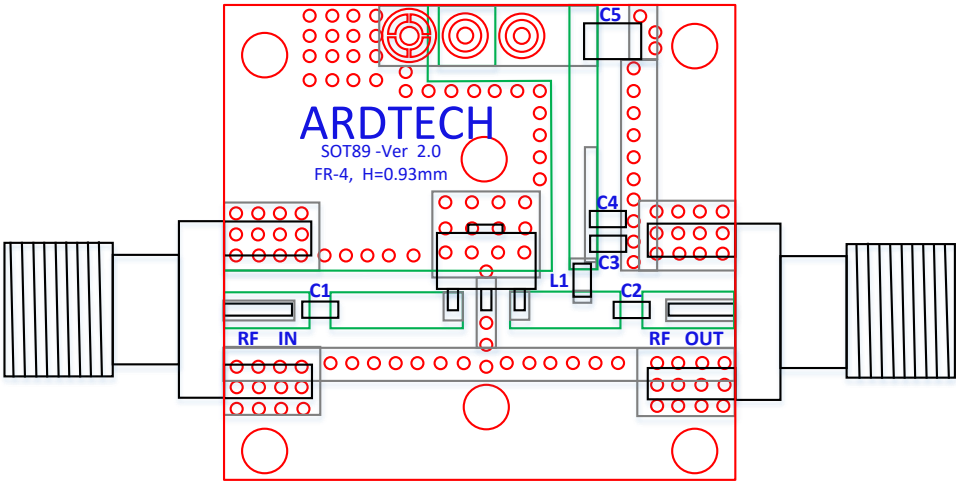 C5
ARDTECH
SOT89 -Ver 2.0
FR-4, H=0.93mm
C4
C3
L1
C1
C2
RF IN
RF OUT